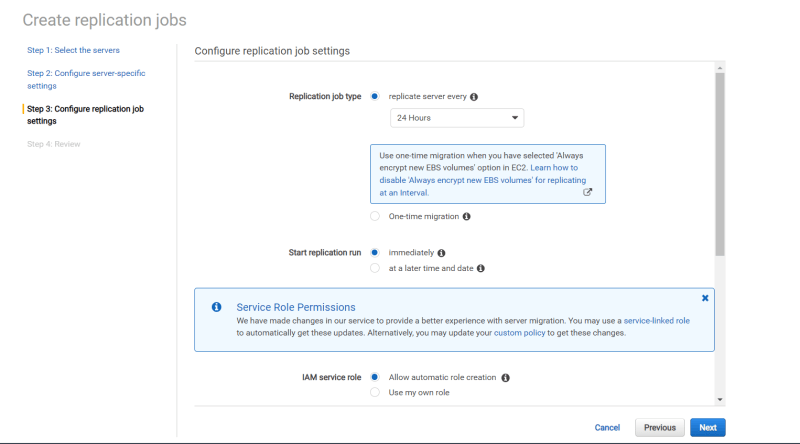 Create replication jobs
Step 1: Select the servers
Step 2: Configure server-specific
settings
Step 3: Configure replication job
settings
Step 4: Review
Configure replication job settings
Replication job type replicate server every
24 Hours
Use one-time migration when you have selected 'Always
encrypt new EBS volumes' option in EC2. Learn how to
disable 'Always encrypt new EBS volumes' for replicating
at an Interval.
One-time migration
Start replication run immediately
at a later time and date
Service Role Permissions
We have made changes in our service to provide a better experience with server migration. You may use a service-linked role
to automatically get these updates. Alternatively, you may update your custom policy to get these changes.
IAM service role Allow automatic role creation
Use my own role
Cancel Previous Next